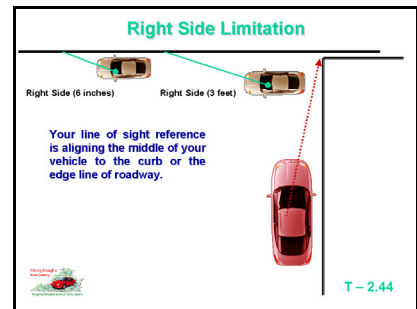 Right Side Limitation
Right Side (6 inches) Right Side (3 feet)
Your line of sight reference
is aligning the middle of your
vehicle to the curb or the
edge line of roadway.
T – 2.44